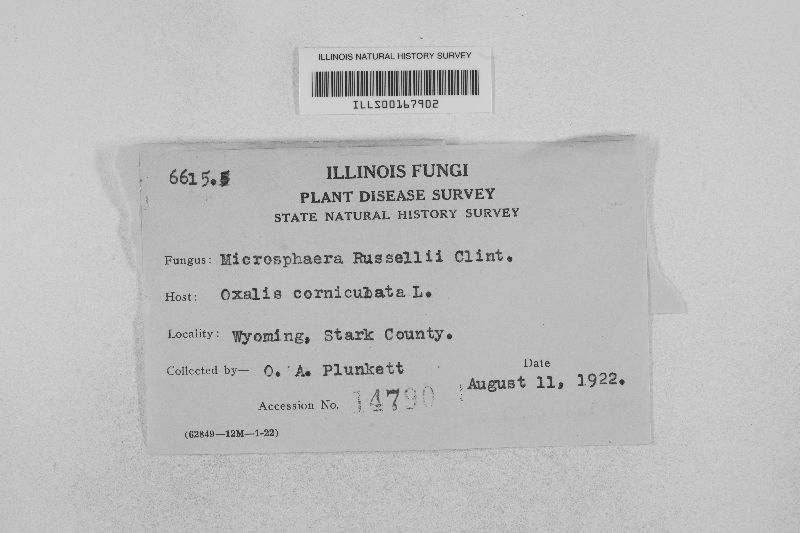 ILLINOIS NATURAL HISTORY SURVEY
ILLS00167902
6615.5
ILLINOIS FUNGI
PLANT DISEASE SURVEY
STATE NATURAL HISTORY SURVEY
Fungus: Microsphaera Russellii Clint.
Host: Oxalis corniculata L.
Locality: Wyoming, Stark County.
Collected by— O. A. Plunkett
Date
August 11, 1922.
Accession No. 14790
(62849—12M—1-22)